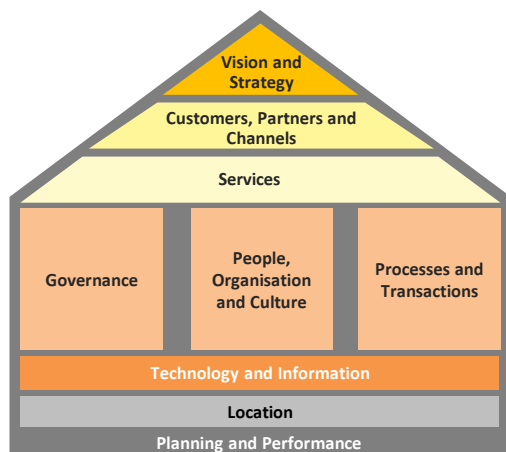 Vision and
Strategy
Customers, Partners and
Channels
Services
Governance
People,
Organisation
and Culture
Processes and
Transactions
Technology and Information
Location
Planning and Performance